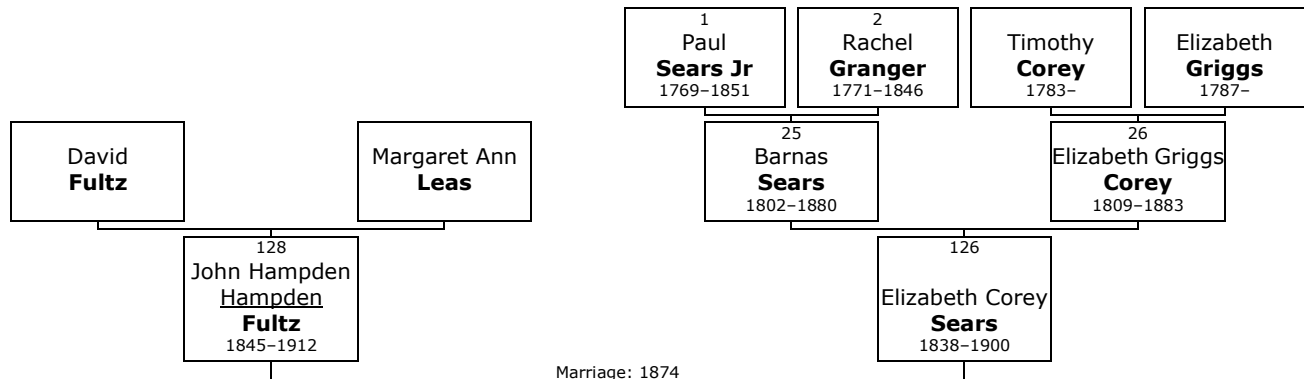 1
Paul
Sears Jr
1769–1851
2
Rachel
Granger
1771–1846
Timothy
Corey
1783–
Elizabeth
Griggs
1787–
David
Fultz
Margaret Ann
Leas
25
Barnas
Sears
1802–1880
26
Elizabeth Griggs
Corey
1809–1883
128
John Hampden
Hampden
Fultz
1845–1912
126
Elizabeth Corey
Sears
1838–1900
Marriage: 1874